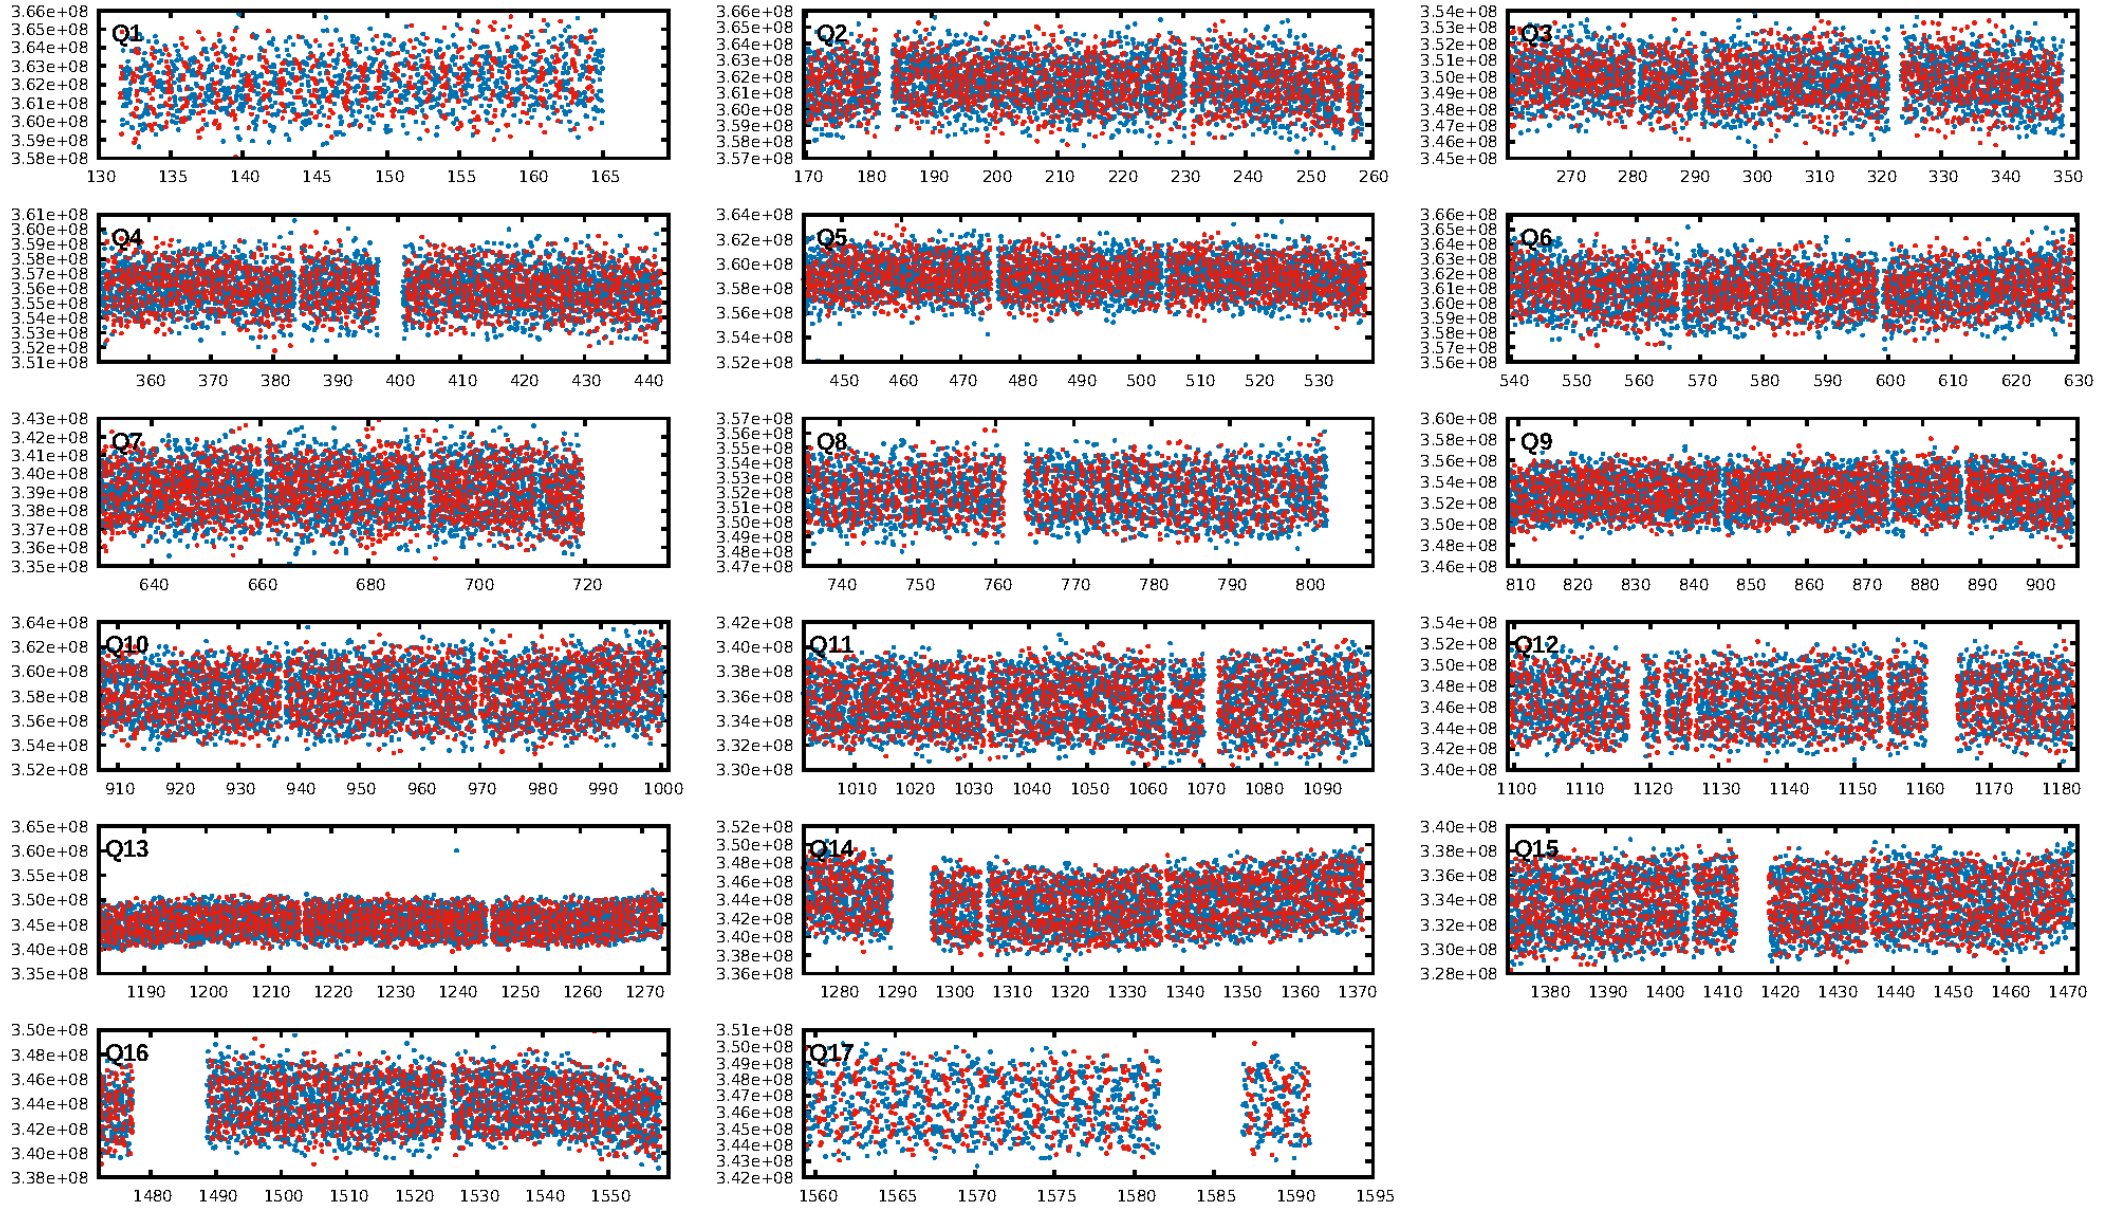 Q1
3.66e+08
3.65e+08
3.64e+08
3.63e+08
3.62e+08
3.61e+08
3.60e+08
3.59e+08
3.58e+08
130 135 140 145 150 155 160 165
Q2
3.66e+08
3.65e+08
3.64e+08
3.63e+08
3.62e+08
3.61e+08
3.60e+08
3.59e+08
3.58e+08
3.57e+08
170 180 190 200 210 220 230 240 250 260
Q3
3.54e+08
3.53e+08
3.52e+08
3.51e+08
3.50e+08
3.49e+08
3.48e+08
3.47e+08
3.46e+08
3.45e+08
270 280 290 300 310 320 330 340 350
Q4
3.61e+08
3.60e+08
3.59e+08
3.58e+08
3.57e+08
3.56e+08
3.55e+08
3.54e+08
3.53e+08
3.52e+08
3.51e+08
360 370 380 390 400 410 420 430 440
Q5
3.64e+08
3.62e+08
3.60e+08
3.58e+08
3.56e+08
3.54e+08
3.52e+08
450 460 470 480 490 500 510 520 530
Q6
3.66e+08
3.65e+08
3.64e+08
3.63e+08
3.62e+08
3.61e+08
3.60e+08
3.59e+08
3.58e+08
3.57e+08
3.56e+08
540 550 560 570 580 590 600 610 620 630
Q7
3.43e+08
3.42e+08
3.41e+08
3.40e+08
3.39e+08
3.38e+08
3.37e+08
3.36e+08
3.35e+08
640 660 680 700 720
Q8
3.57e+08
3.56e+08
3.55e+08
3.54e+08
3.53e+08
3.52e+08
3.51e+08
3.50e+08
3.49e+08
3.48e+08
3.47e+08
740 750 760 770 780 790 800
Q9
3.60e+08
3.58e+08
3.56e+08
3.54e+08
3.52e+08
3.50e+08
3.48e+08
3.46e+08
810 820 830 840 850 860 870 880 890 900
Q10
3.64e+08
3.62e+08
3.60e+08
3.58e+08
3.56e+08
3.54e+08
3.52e+08
910 920 930 940 950 960 970 980 990 1000
Q11
3.42e+08
3.40e+08
3.38e+08
3.36e+08
3.34e+08
3.32e+08
3.30e+08
1010 1020 1030 1040 1050 1060 1070 1080 1090
Q12
3.54e+08
3.52e+08
3.50e+08
3.48e+08
3.46e+08
3.44e+08
3.42e+08
3.40e+08
1100 1110 1120 1130 1140 1150 1160 1170 1180
Q13
3.65e+08
3.60e+08
3.55e+08
3.50e+08
3.45e+08
3.40e+08
3.35e+08
1190 1200 1210 1220 1230 1240 1250 1260 1270
Q14
3.52e+08
3.50e+08
3.48e+08
3.46e+08
3.44e+08
3.42e+08
3.40e+08
3.38e+08
3.36e+08
1280 1290 1300 1310 1320 1330 1340 1350 1360 1370
Q15
3.40e+08
3.38e+08
3.36e+08
3.34e+08
3.32e+08
3.30e+08
3.28e+08
1380 1390 1400 1410 1420 1430 1440 1450 1460 1470
Q16
3.50e+08
3.48e+08
3.46e+08
3.44e+08
3.42e+08
3.40e+08
3.38e+08
1480 1490 1500 1510 1520 1530 1540 1550
Q17
3.51e+08
3.50e+08
3.49e+08
3.48e+08
3.47e+08
3.46e+08
3.45e+08
3.44e+08
3.43e+08
3.42e+08
1560 1565 1570 1575 1580 1585 1590 1595